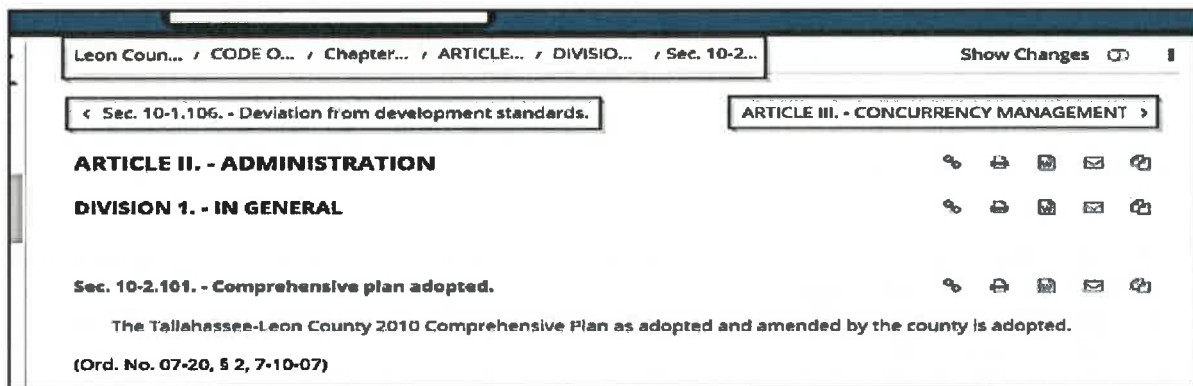 Leon Coun... / CODE O... / Chapter... / ARTICLE... / DIVISIO... / Sec. 10-2...
Show Changes
< Sec. 10-1.106. - Deviation from development standards.
ARTICLE III. - CONCURRENCY MANAGEMENT >
ARTICLE II. - ADMINISTRATION
DIVISION 1. - IN GENERAL
Sec. 10-2.101. - Comprehensive plan adopted.
The Tallahassee-Leon County 2010 Comprehensive Plan as adopted and amended by the county is adopted.
(Ord. No. 07-20, § 2, 7-10-07)